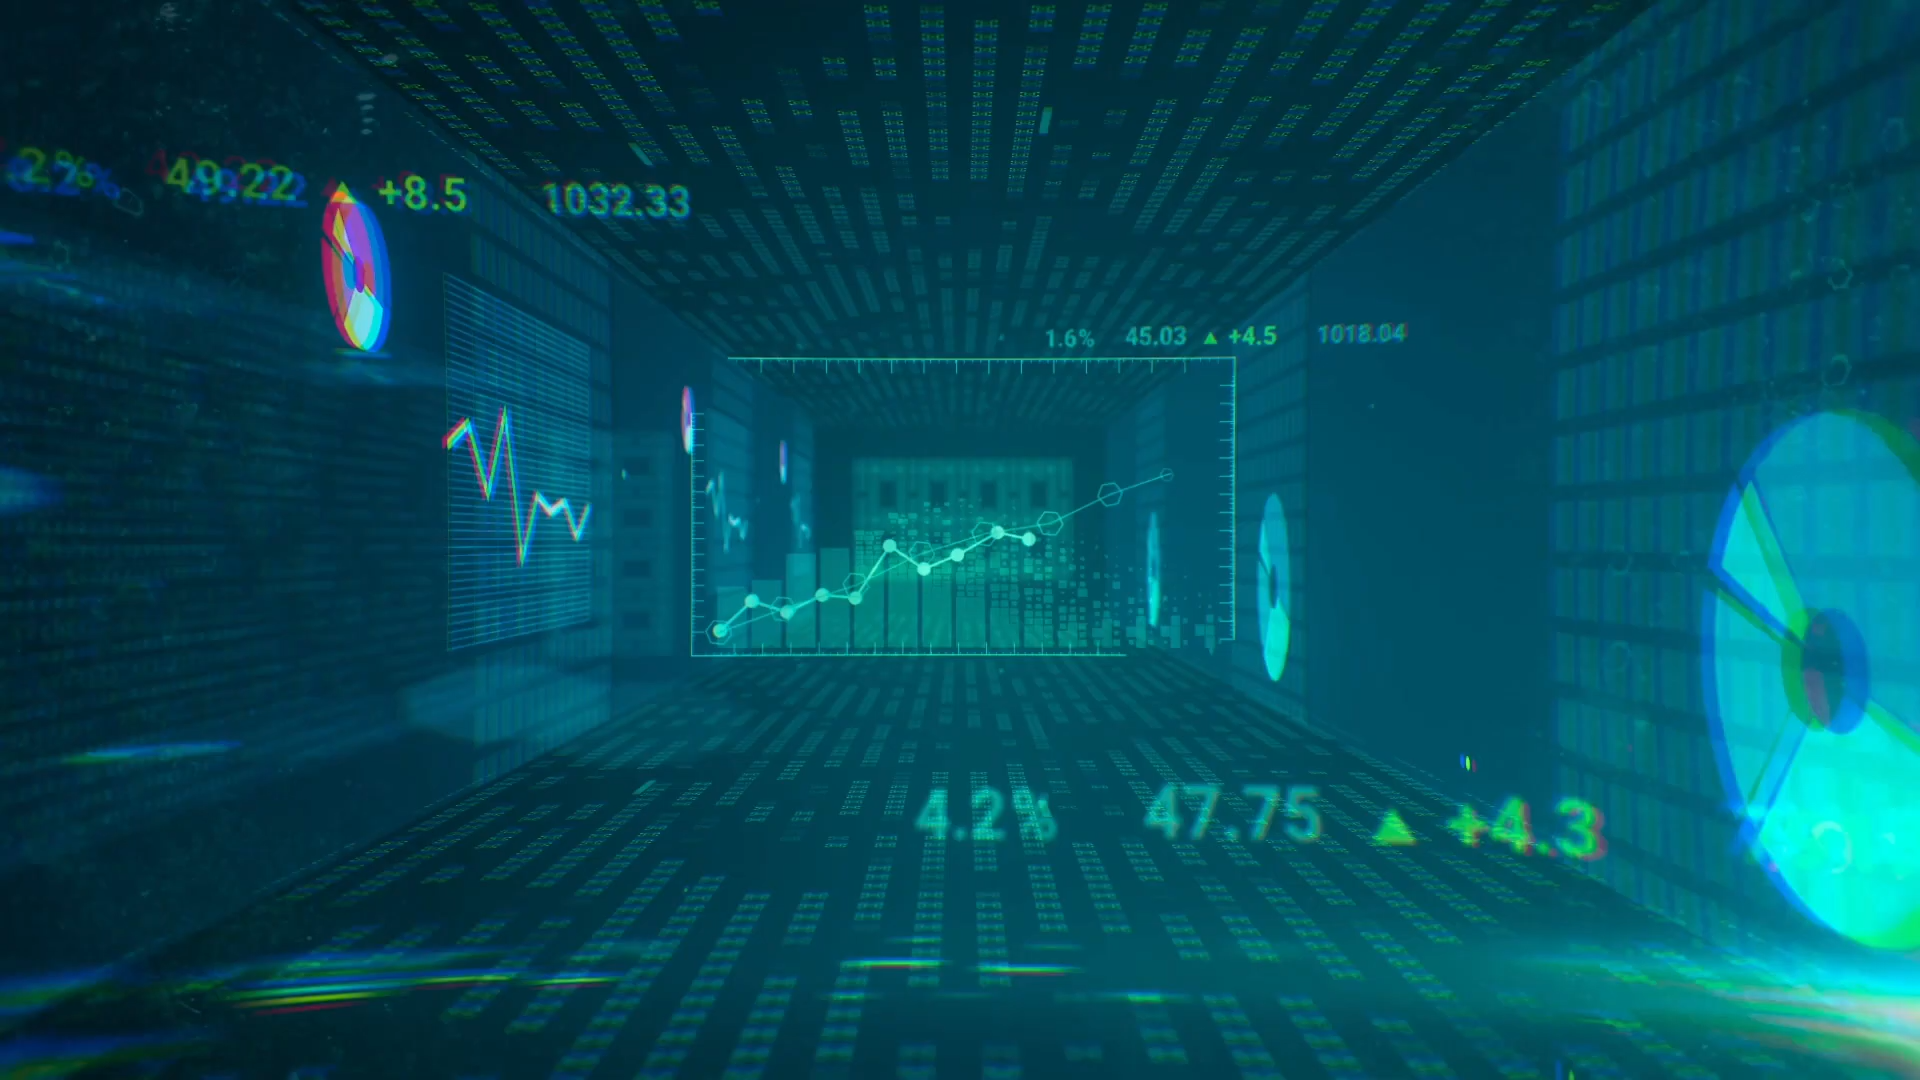 2% 49.22 ▲ +8.5 1032.33
1.6% 45.03 ▲ +4.5 1018.04
4.2% 47.75 ▲ +4.3